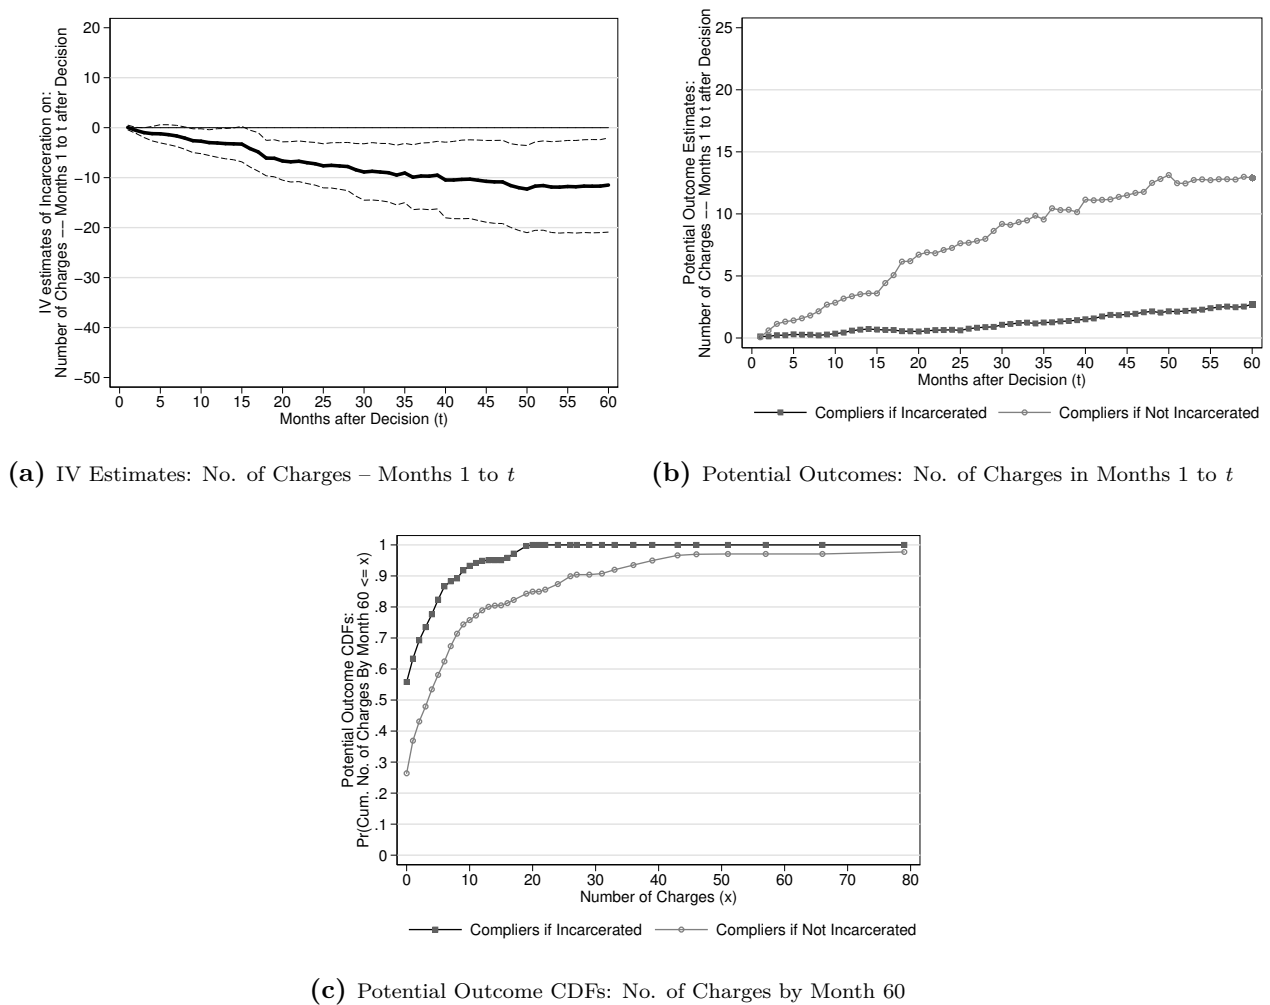 IV estimates of Incarceration on:
Number of Charges −− Months 1 to t after Decision
20
10
0
−10
−20
−30
−40
−50
0 5 10 15 20 25 30 35 40 45 50 55 60
Months after Decision (t)
(a) IV Estimates: No. of Charges – Months 1 to t
Potential Outcome Estimates:
Number of Charges −− Months 1 to t after Decision
25
20
15
10
5
0
0 5 10 15 20 25 30 35 40 45 50 55 60
Months after Decision (t)
Compliers if Incarcerated Compliers if Not Incarcerated
(b) Potential Outcomes: No. of Charges in Months 1 to t
Potential Outcome CDFs:
Pr(Cum. No. of Charges By Month 60 <= x)
1
.9
.8
.7
.6
.5
.4
.3
.2
.1
0
0 10 20 30 40 50 60 70 80
Number of Charges (x)
Compliers if Incarcerated Compliers if Not Incarcerated
(c) Potential Outcome CDFs: No. of Charges by Month 60